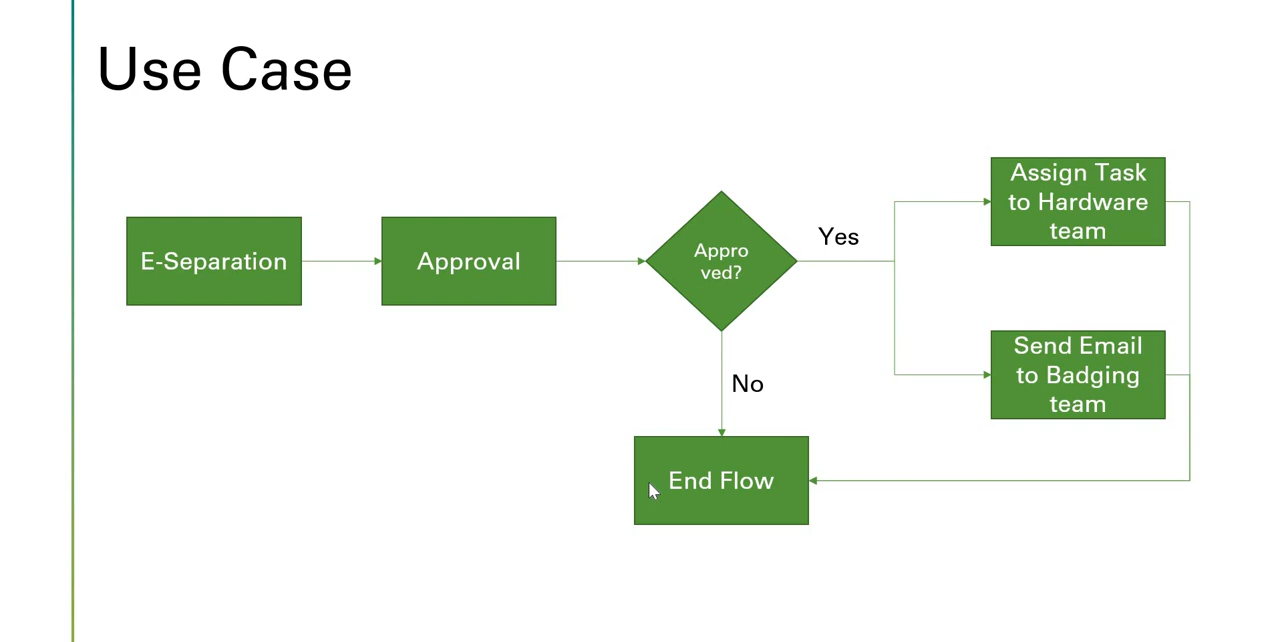 Use Case
E-Separation
Approval
Appro
ved?
Yes
No
Assign Task
to Hardware
team
Send Email
to Badging
team
End Flow